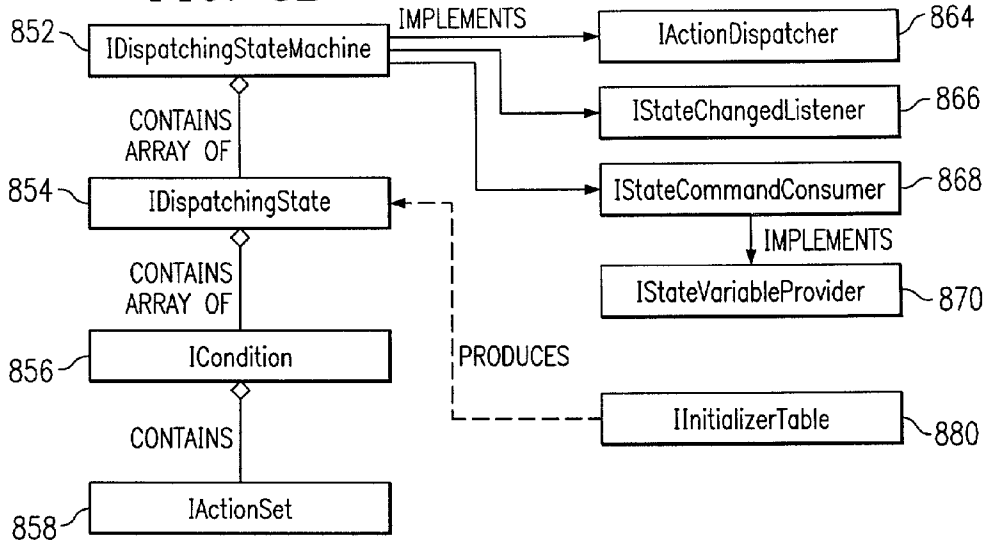 852
IDispatchingStateMachine
IMPLEMENTS
IActionDispatcher
864
IStateChangedListener
866
CONTAINS
ARRAY OF
854
IDispatchingState
IStateCommandConsumer
868
IMPLEMENTS
CONTAINS
ARRAY OF
IStateVariableProvider
870
856
ICondition
PRODUCES
IInitializerTable
880
CONTAINS
858
IActionSet